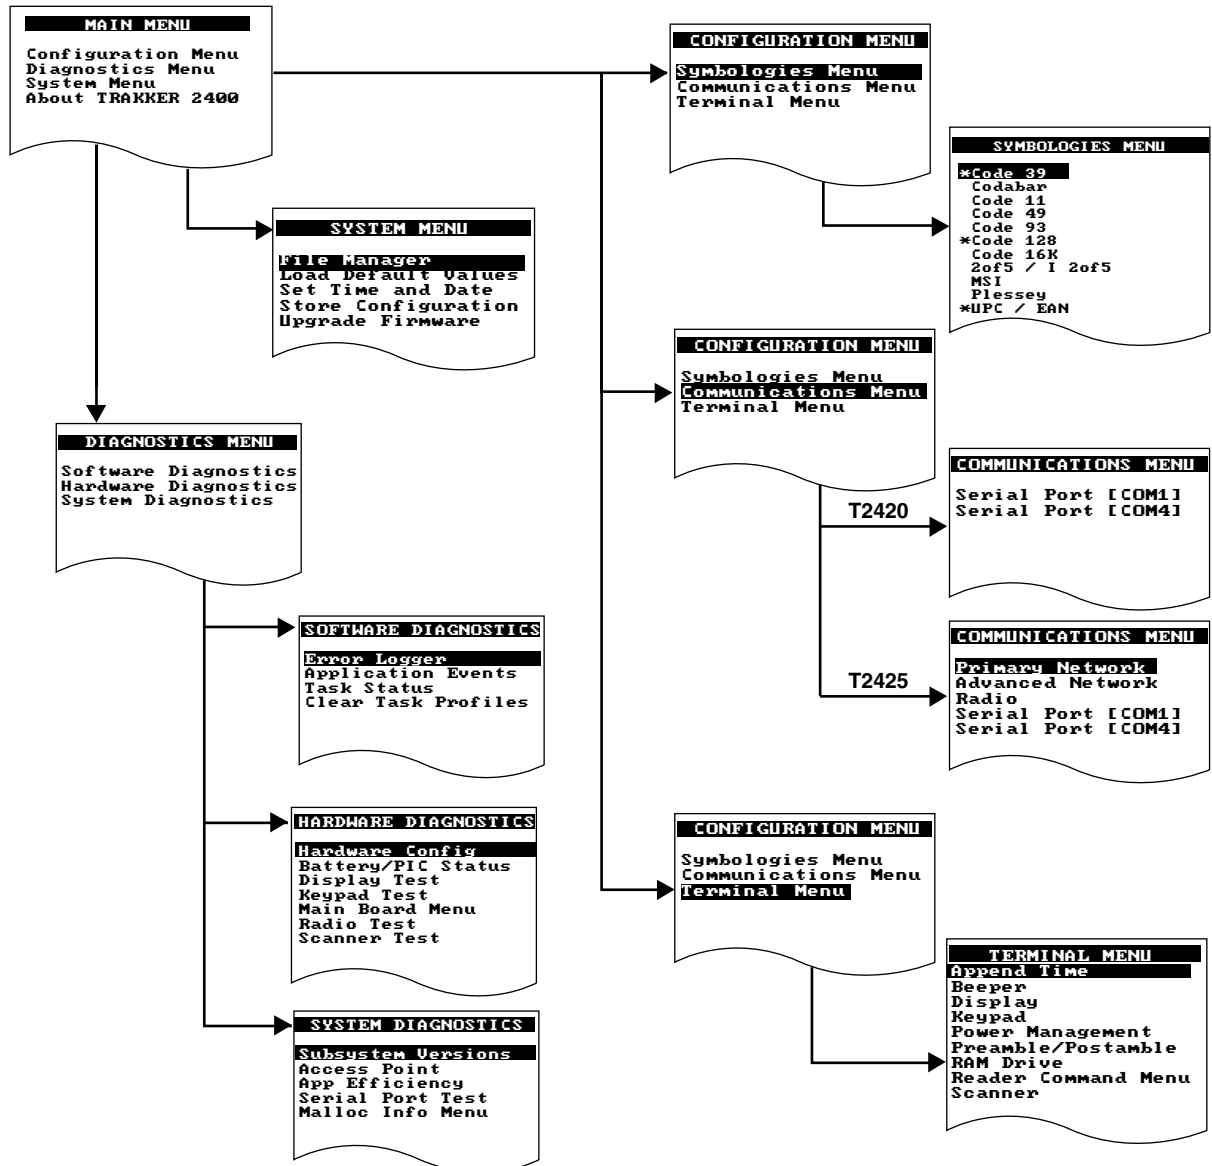 MAIN MENU
Configuration Menu
Diagnostics Menu
System Menu
About TRAKKER 2400
CONFIGURATION MENU
Symbologies Menu
Communications Menu
Terminal Menu
SYMBOLOGIES MENU
*Code 39
Codabar
Code 11
Code 49
Code 93
*Code 128
Code 16K
2of5 / I 2of5
MSI
Plessey
*UPC / EAN
SYSTEM MENU
File Manager
Load Default Values
Set Time and Date
Store Configuration
Upgrade Firmware
CONFIGURATION MENU
Symbologies Menu
Communications Menu
Terminal Menu
DIAGNOSTICS MENU
Software Diagnostics
Hardware Diagnostics
System Diagnostics
T2420
COMMUNICATIONS MENU
Serial Port [COM1]
Serial Port [COM4]
SOFTWARE DIAGNOSTICS
Error Logger
Application Events
Task Status
Clear Task Profiles
T2425
COMMUNICATIONS MENU
Primary Network
Advanced Network
Radio
Serial Port [COM1]
Serial Port [COM4]
HARDWARE DIAGNOSTICS
Hardware Config
Battery/PIC Status
Display Test
Keypad Test
Main Board Menu
Radio Test
Scanner Test
CONFIGURATION MENU
Symbologies Menu
Communications Menu
Terminal Menu
TERMINAL MENU
Append Time
Beeper
Display
Keypad
Power Management
Preamble/Postamble
RAM Drive
Reader Command Menu
Scanner
SYSTEM DIAGNOSTICS
Subsystem Versions
Access Point
App Efficiency
Serial Port Test
Malloc Info Menu